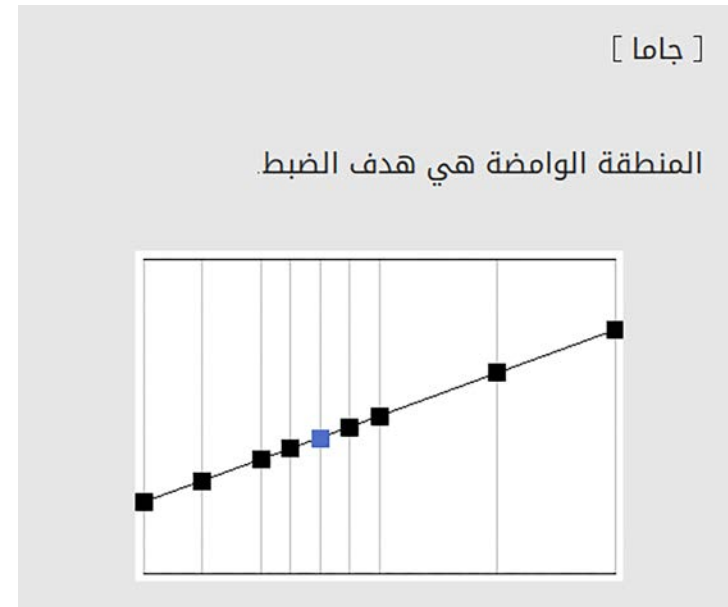 [ جاما ]
المنطقة الوامضة هي هدف الضبط.